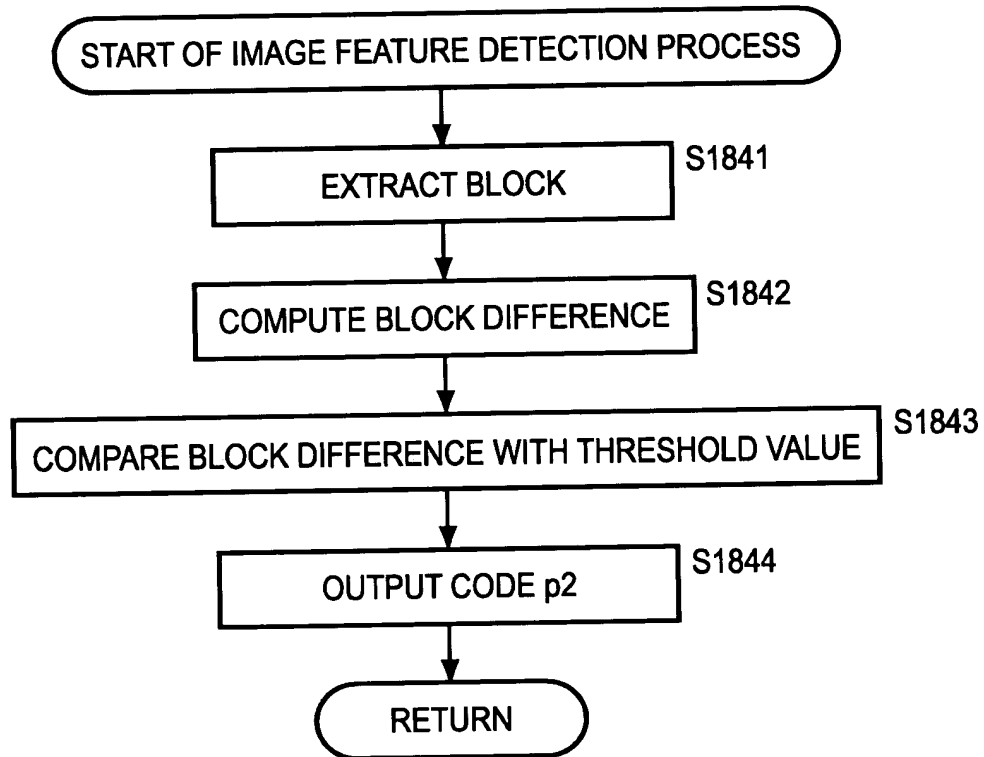 START OF IMAGE FEATURE DETECTION PROCESS
S1841
EXTRACT BLOCK
S1842
COMPUTE BLOCK DIFFERENCE
S1843
COMPARE BLOCK DIFFERENCE WITH THRESHOLD VALUE
S1844
OUTPUT CODE p2
RETURN